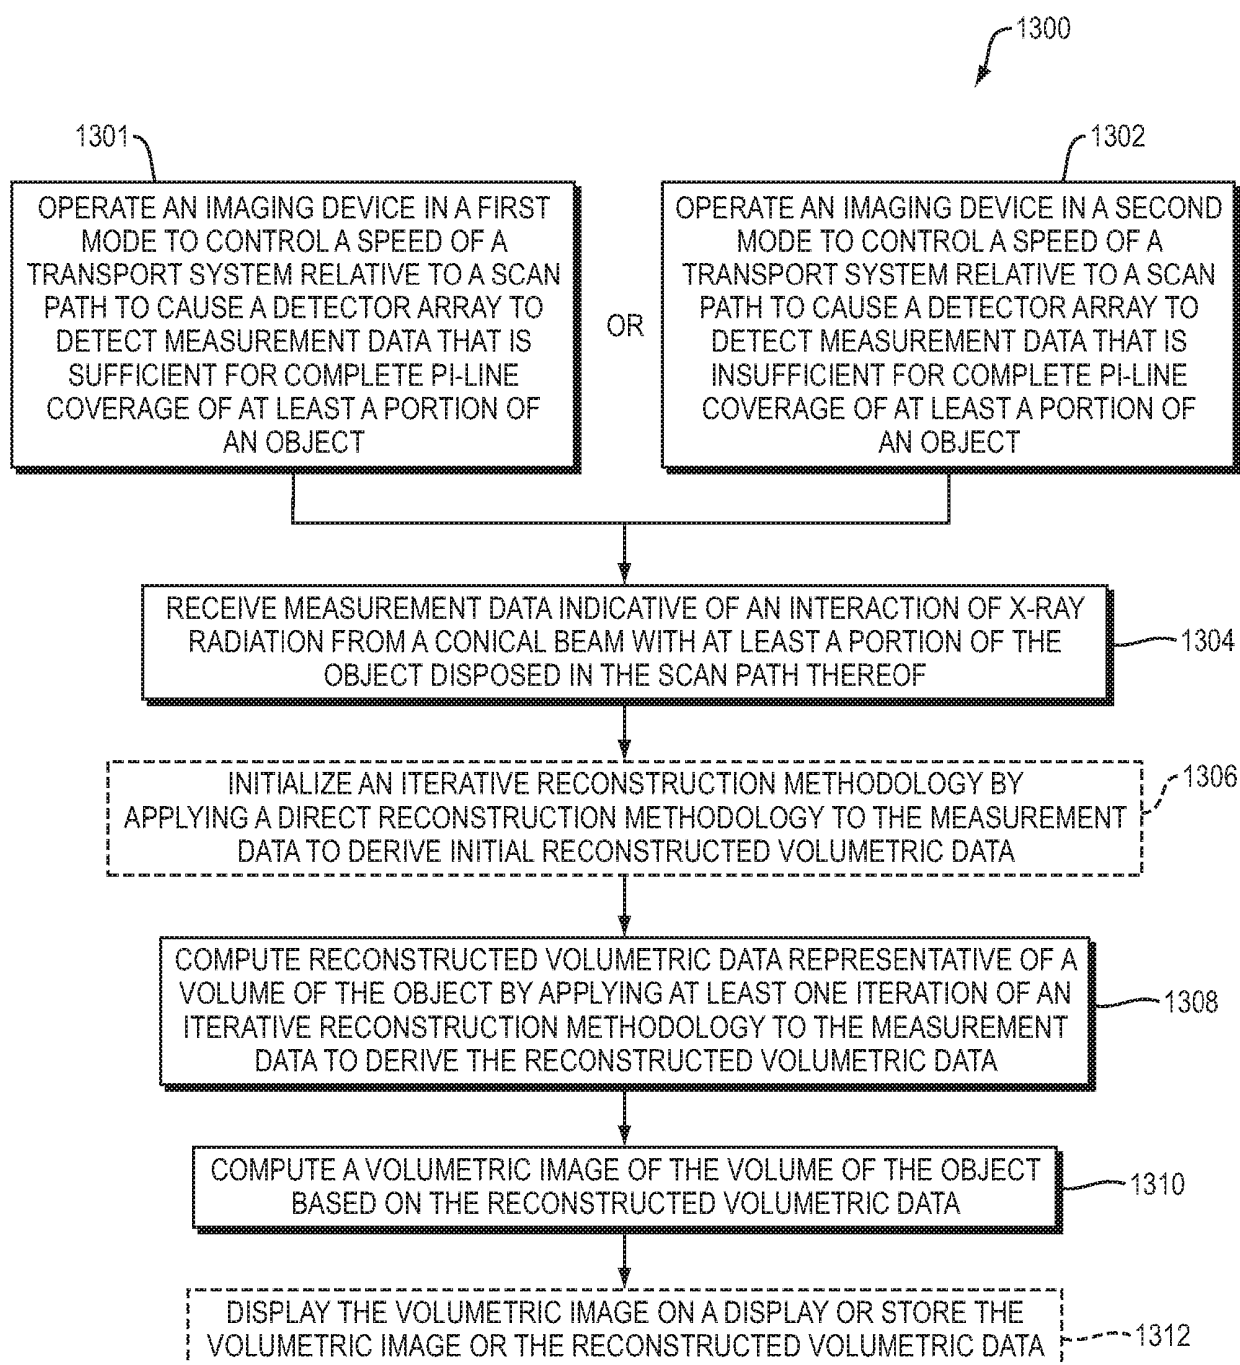 1300
1301
1302
OPERATE AN IMAGING DEVICE IN A FIRST
MODE TO CONTROL A SPEED OF A
TRANSPORT SYSTEM RELATIVE TO A SCAN
PATH TO CAUSE A DETECTOR ARRAY TO
DETECT MEASUREMENT DATA THAT IS
SUFFICIENT FOR COMPLETE PI-LINE
COVERAGE OF AT LEAST A PORTION OF
AN OBJECT
OR
OPERATE AN IMAGING DEVICE IN A SECOND
MODE TO CONTROL A SPEED OF A
TRANSPORT SYSTEM RELATIVE TO A SCAN
PATH TO CAUSE A DETECTOR ARRAY TO
DETECT MEASUREMENT DATA THAT IS
INSUFFICIENT FOR COMPLETE PI-LINE
COVERAGE OF AT LEAST A PORTION OF
AN OBJECT
RECEIVE MEASUREMENT DATA INDICATIVE OF AN INTERACTION OF X-RAY
RADIATION FROM A CONICAL BEAM WITH AT LEAST A PORTION OF THE
OBJECT DISPOSED IN THE SCAN PATH THEREOF
1304
INITIALIZE AN ITERATIVE RECONSTRUCTION METHODOLOGY BY
APPLYING A DIRECT RECONSTRUCTION METHODOLOGY TO THE MEASUREMENT
DATA TO DERIVE INITIAL RECONSTRUCTED VOLUMETRIC DATA
1306
COMPUTE RECONSTRUCTED VOLUMETRIC DATA REPRESENTATIVE OF A
VOLUME OF THE OBJECT BY APPLYING AT LEAST ONE ITERATION OF AN
ITERATIVE RECONSTRUCTION METHODOLOGY TO THE MEASUREMENT
DATA TO DERIVE THE RECONSTRUCTED VOLUMETRIC DATA
1308
COMPUTE A VOLUMETRIC IMAGE OF THE VOLUME OF THE OBJECT
BASED ON THE RECONSTRUCTED VOLUMETRIC DATA
1310
DISPLAY THE VOLUMETRIC IMAGE ON A DISPLAY OR STORE THE
VOLUMETRIC IMAGE OR THE RECONSTRUCTED VOLUMETRIC DATA
1312